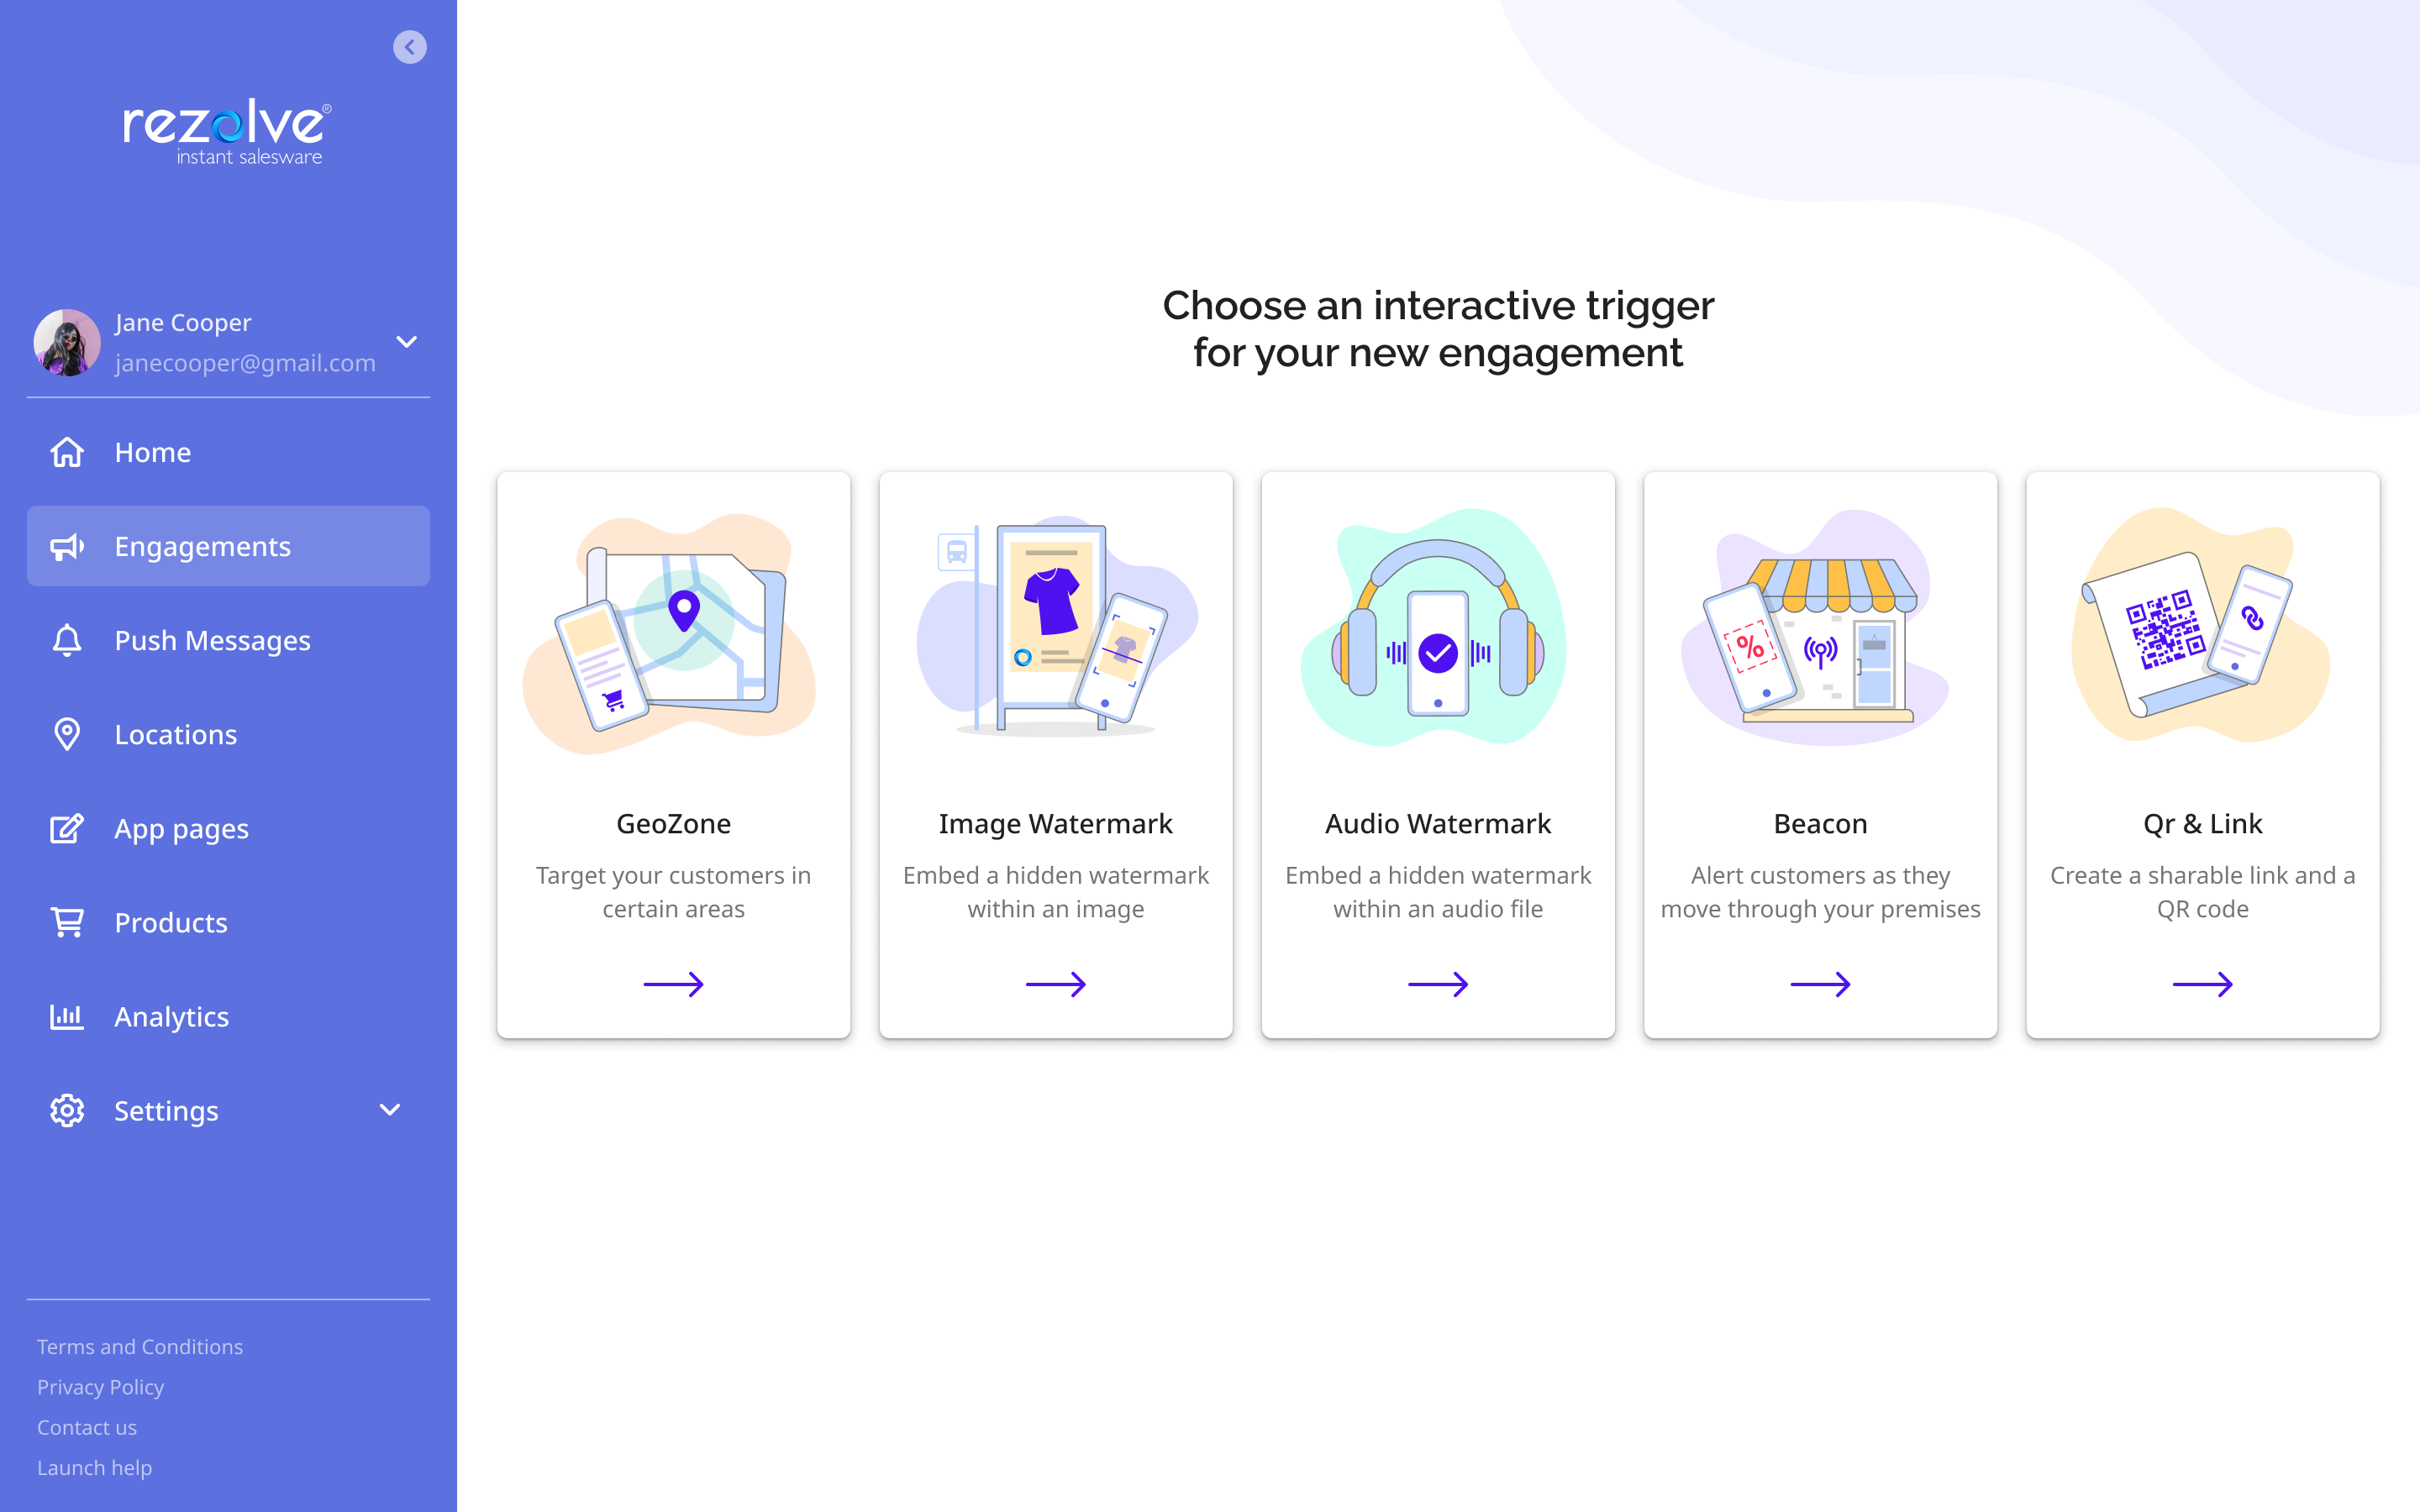 rezolve®
instant salesware
Jane Cooper
janecooper@gmail.com
Home
Engagements
Push Messages
Locations
App pages
Products
Analytics
Settings
Terms and Conditions
Privacy Policy
Contact us
Launch help
Choose an interactive trigger
for your new engagement
GeoZone
Target your customers in
certain areas
Image Watermark
Embed a hidden watermark
within an image
Audio Watermark
Embed a hidden watermark
within an audio file
%
Beacon
Alert customers as they
move through your premises
Qr & Link
Create a sharable link and a
QR code